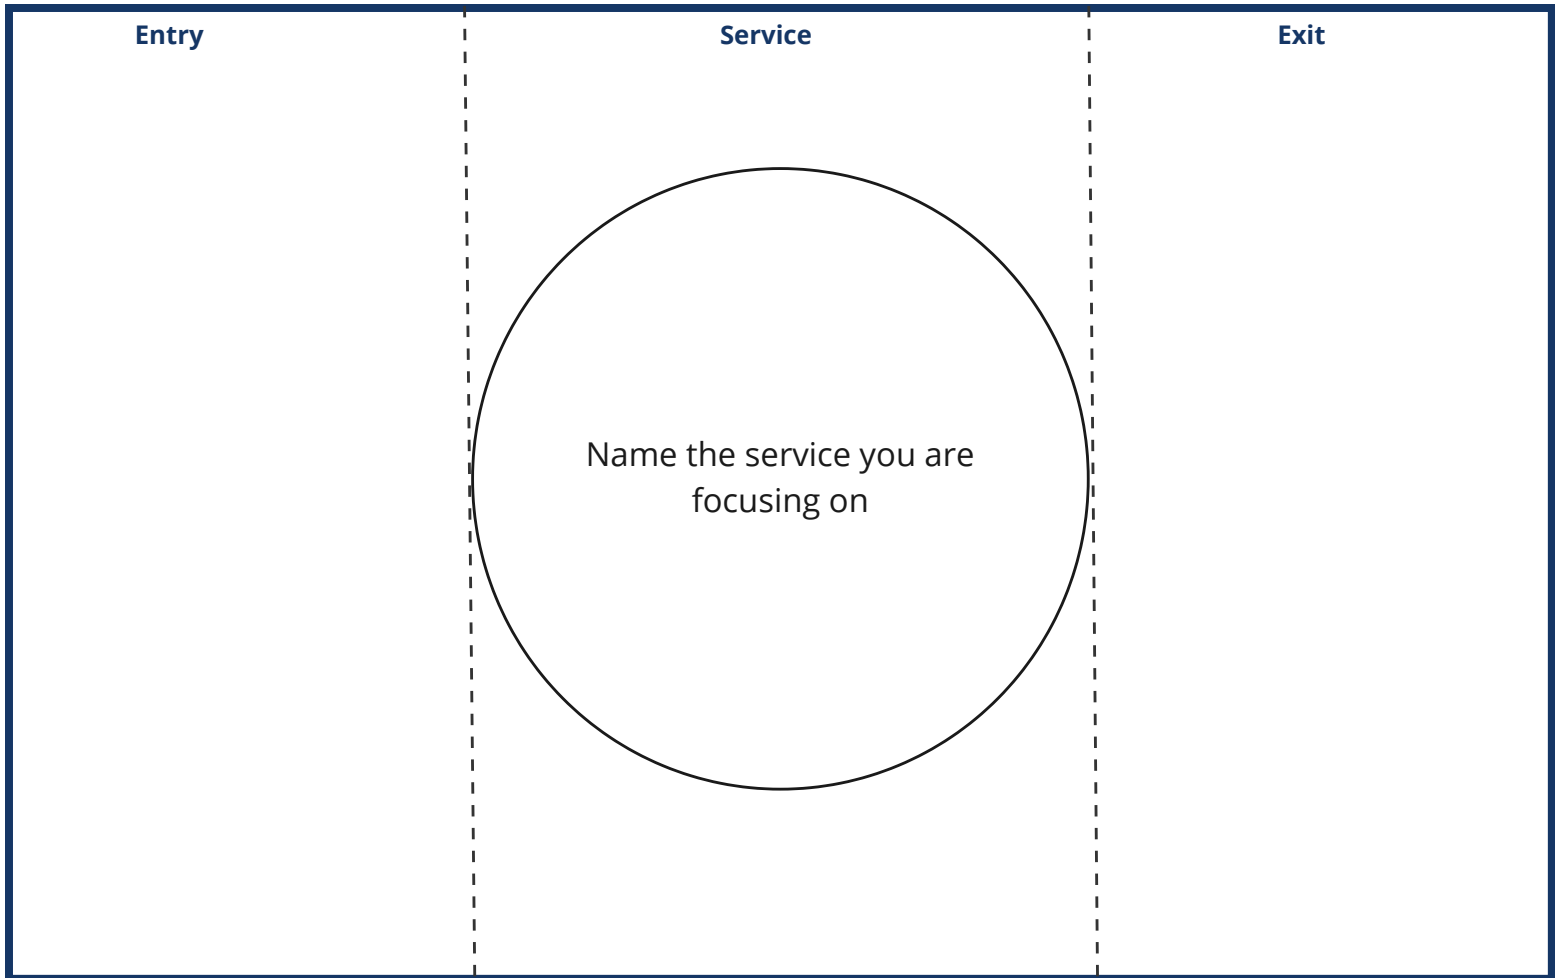 Entry
Service
Exit
Name the service you are
focusing on